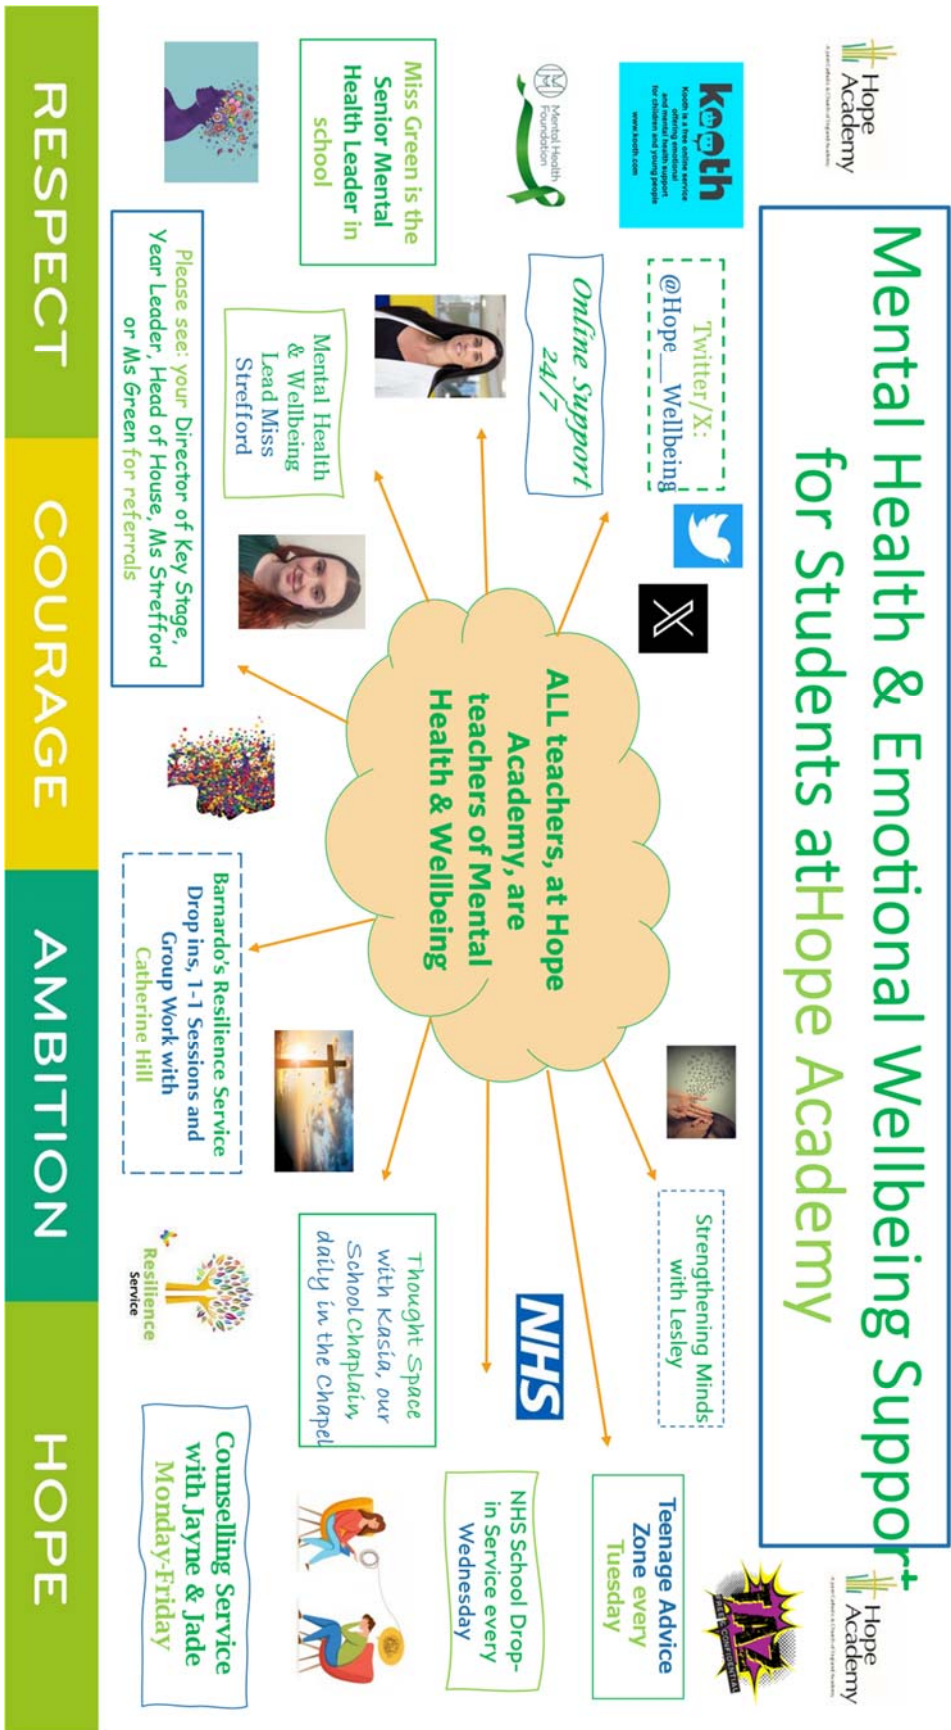 Hope
Academy
Mental Health & Emotional Wellbeing Support
for Students atHope Academy
Hope
Academy
kooth
Kooth is a free online service
offering emotional
and mental health support
for children and young people
www.kooth.com
Twitter/X:
@Hope__Wellbeing
Strengthening Minds
with Lesley
TAZ
FREE & CONFIDENTIAL
Teenage Advice
Zone every
Tuesday
Mental Health
Foundation
Online Support
24/7
ALL teachers, at Hope
Academy, are
teachers of Mental
Health & Wellbeing
NHS
NHS School Drop-
in Service every
Wednesday
Miss Green is the
Senior Mental
Health Leader in
school
Mental Health
& Wellbeing
Lead Miss
Strefford
Thought Space
with Kasia, our
School Chaplain,
daily in the Chapel
Please see: your Director of Key Stage,
Year Leader, Head of House, Ms Strefford
or Ms Green for referrals
Barnardo's Resilience Service
Drop ins, 1-1 Sessions and
Group Work with
Catherine Hill
Resilience
Service
Counselling Service
with Jayne & Jade
Monday-Friday
RESPECT
COURAGE
AMBITION
HOPE